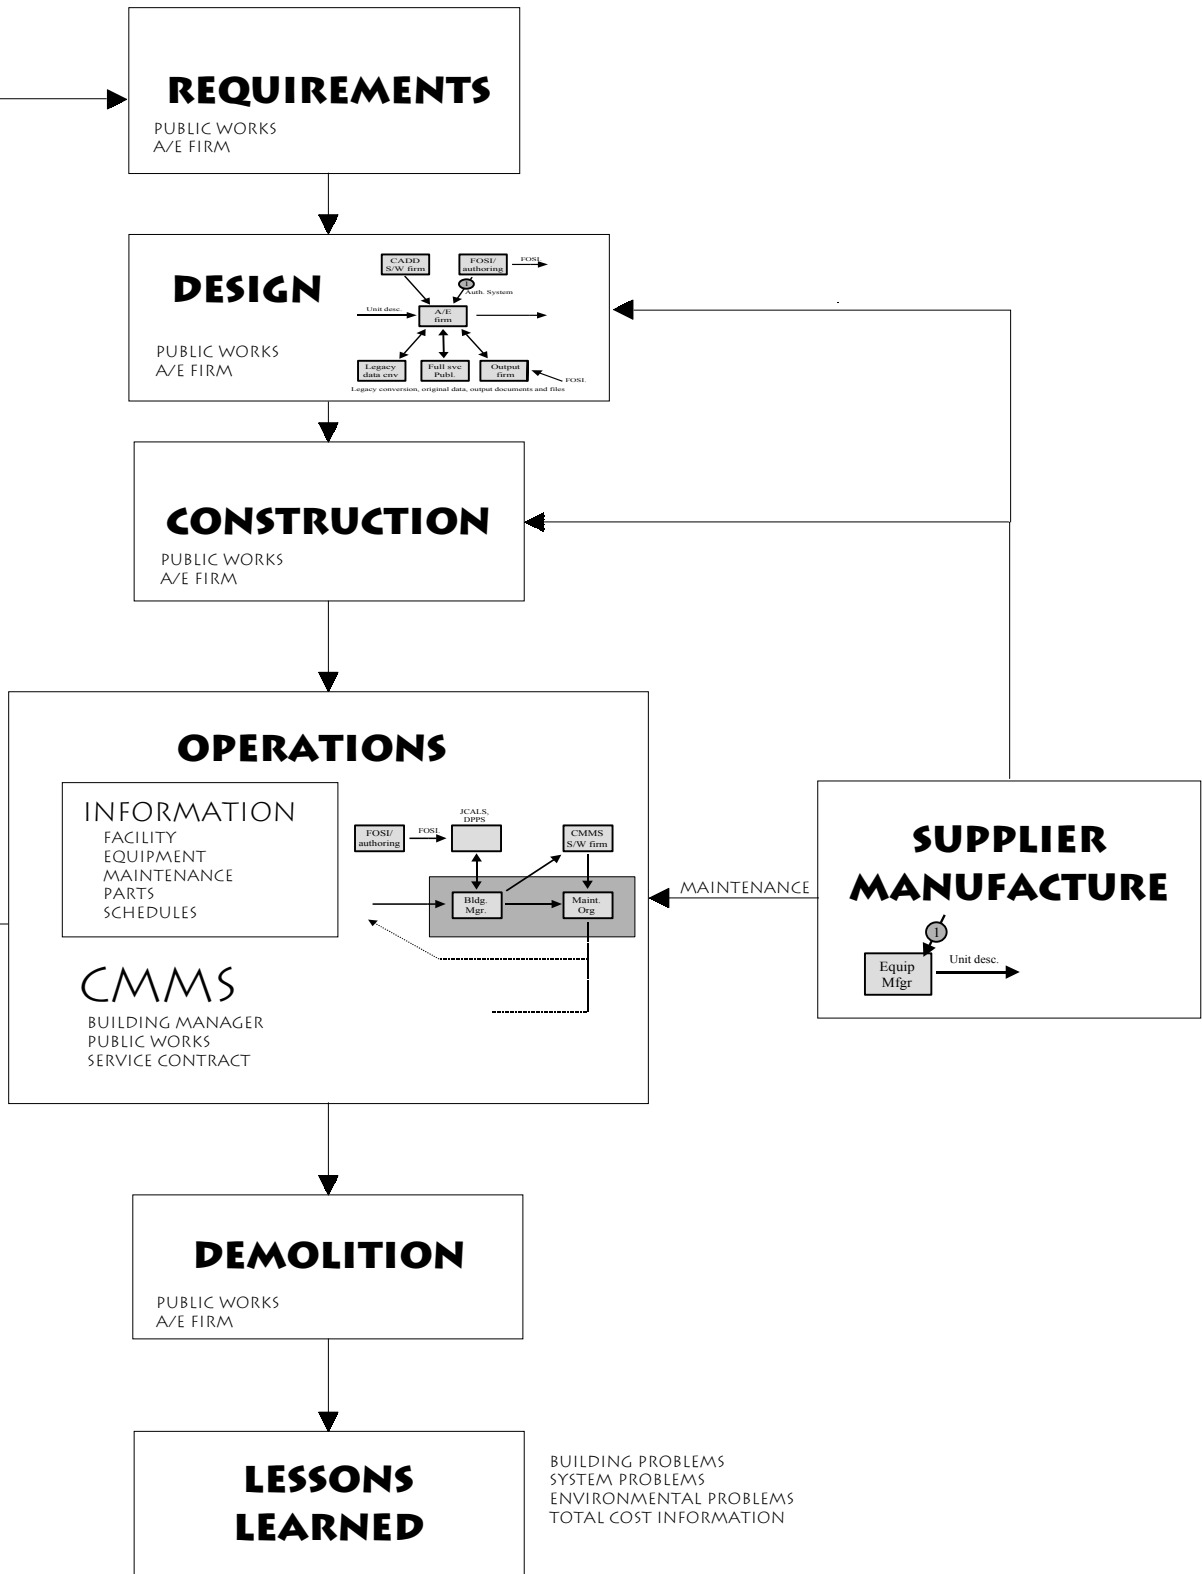 REQUIREMENTS
PUBLIC WORKS
A/E FIRM
DESIGN
PUBLIC WORKS
A/E FIRM
CADD
S/W firm
FOSI/
authoring
FOSI.
1
Auth. System
Unit desc.
A/E
firm
Legacy
data cnv
Full svc
Publ.
Output
firm
FOSI.
Legacy conversion, original data, output documents and files
CONSTRUCTION
PUBLIC WORKS
A/E FIRM
OPERATIONS
INFORMATION
FACILITY
EQUIPMENT
MAINTENANCE
PARTS
SCHEDULES
FOSI/
authoring
FOSI.
JCALS,
DPPS
CMMS
S/W firm
Bldg.
Mgr.
Maint.
Org
CMMS
BUILDING MANAGER
PUBLIC WORKS
SERVICE CONTRACT
MAINTENANCE
SUPPLIER
MANUFACTURE
1
Equip
Mfgr
Unit desc.
DEMOLITION
PUBLIC WORKS
A/E FIRM
LESSONS
LEARNED
BUILDING PROBLEMS
SYSTEM PROBLEMS
ENVIRONMENTAL PROBLEMS
TOTAL COST INFORMATION